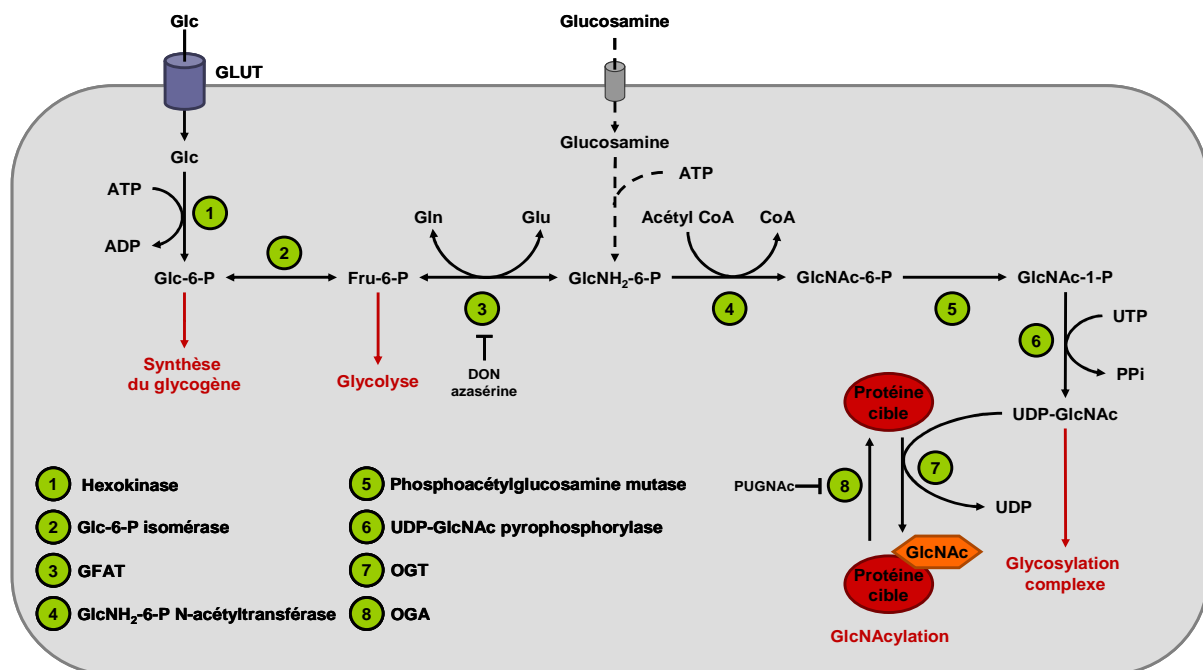 Glc
Glucosamine
GLUT
Glucosamine
Glc
ATP
ATP
1
Gln
Glu
Acétyl CoA
CoA
ADP
2
Glc-6-P
Fru-6-P
GlcNH2-6-P
GlcNAc-6-P
GlcNAc-1-P
3
4
5
UTP
6
Synthèse
du glycogène
Glycolyse
DON
azasérine
PPi
Protéine
cible
UDP-GlcNAc
7
PUGNAc
8
UDP
GlcNAc
Protéine
cible
GlcNAcylation
Glycosylation
complexe
1 Hexokinase
2 Glc-6-P isomérase
3 GFAT
4 GlcNH2-6-P N-acétyltransférase
5 Phosphoacétylglucosamine mutase
6 UDP-GlcNAc pyrophosphorylase
7 OGT
8 OGA